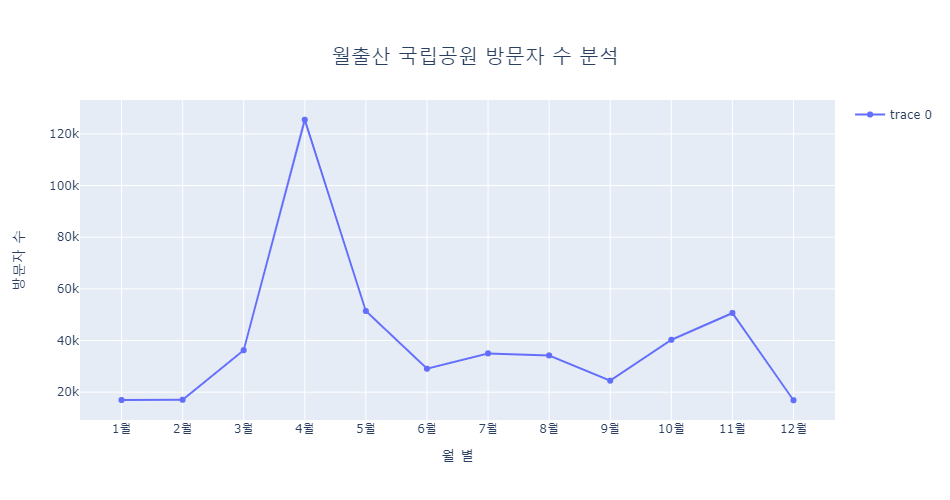 월출산 국립공원 방문자 수 분석
trace 0
방문자 수
120k
100k
80k
60k
40k
20k
1월 2월 3월 4월 5월 6월 7월 8월 9월 10월 11월 12월
월 별